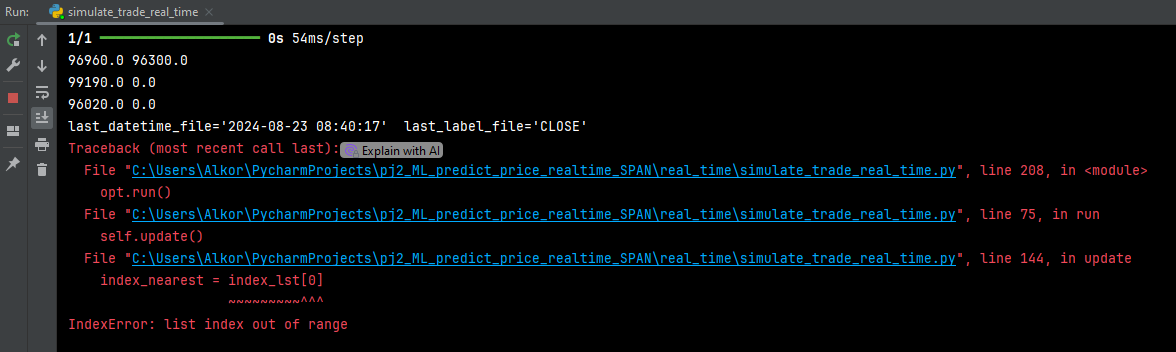 Run: simulate_trade_real_time
1/1 ━━━━━━━━━━━━━━━━━━━━ 0s 54ms/step
96960.0 96300.0
99190.0 0.0
96020.0 0.0
last_datetime_file='2024-08-23 08:40:17'  last_label_file='CLOSE'
Traceback (most recent call last): Explain with AI
  File "C:\Users\Alkor\PycharmProjects\pj2_ML_predict_price_realtime_SPAN\real_time\simulate_trade_real_time.py", line 208, in <module>
    opt.run()
  File "C:\Users\Alkor\PycharmProjects\pj2_ML_predict_price_realtime_SPAN\real_time\simulate_trade_real_time.py", line 75, in run
    self.update()
  File "C:\Users\Alkor\PycharmProjects\pj2_ML_predict_price_realtime_SPAN\real_time\simulate_trade_real_time.py", line 144, in update
    index_nearest = index_lst[0]
                    ~~~~~~~~~^^^
IndexError: list index out of range